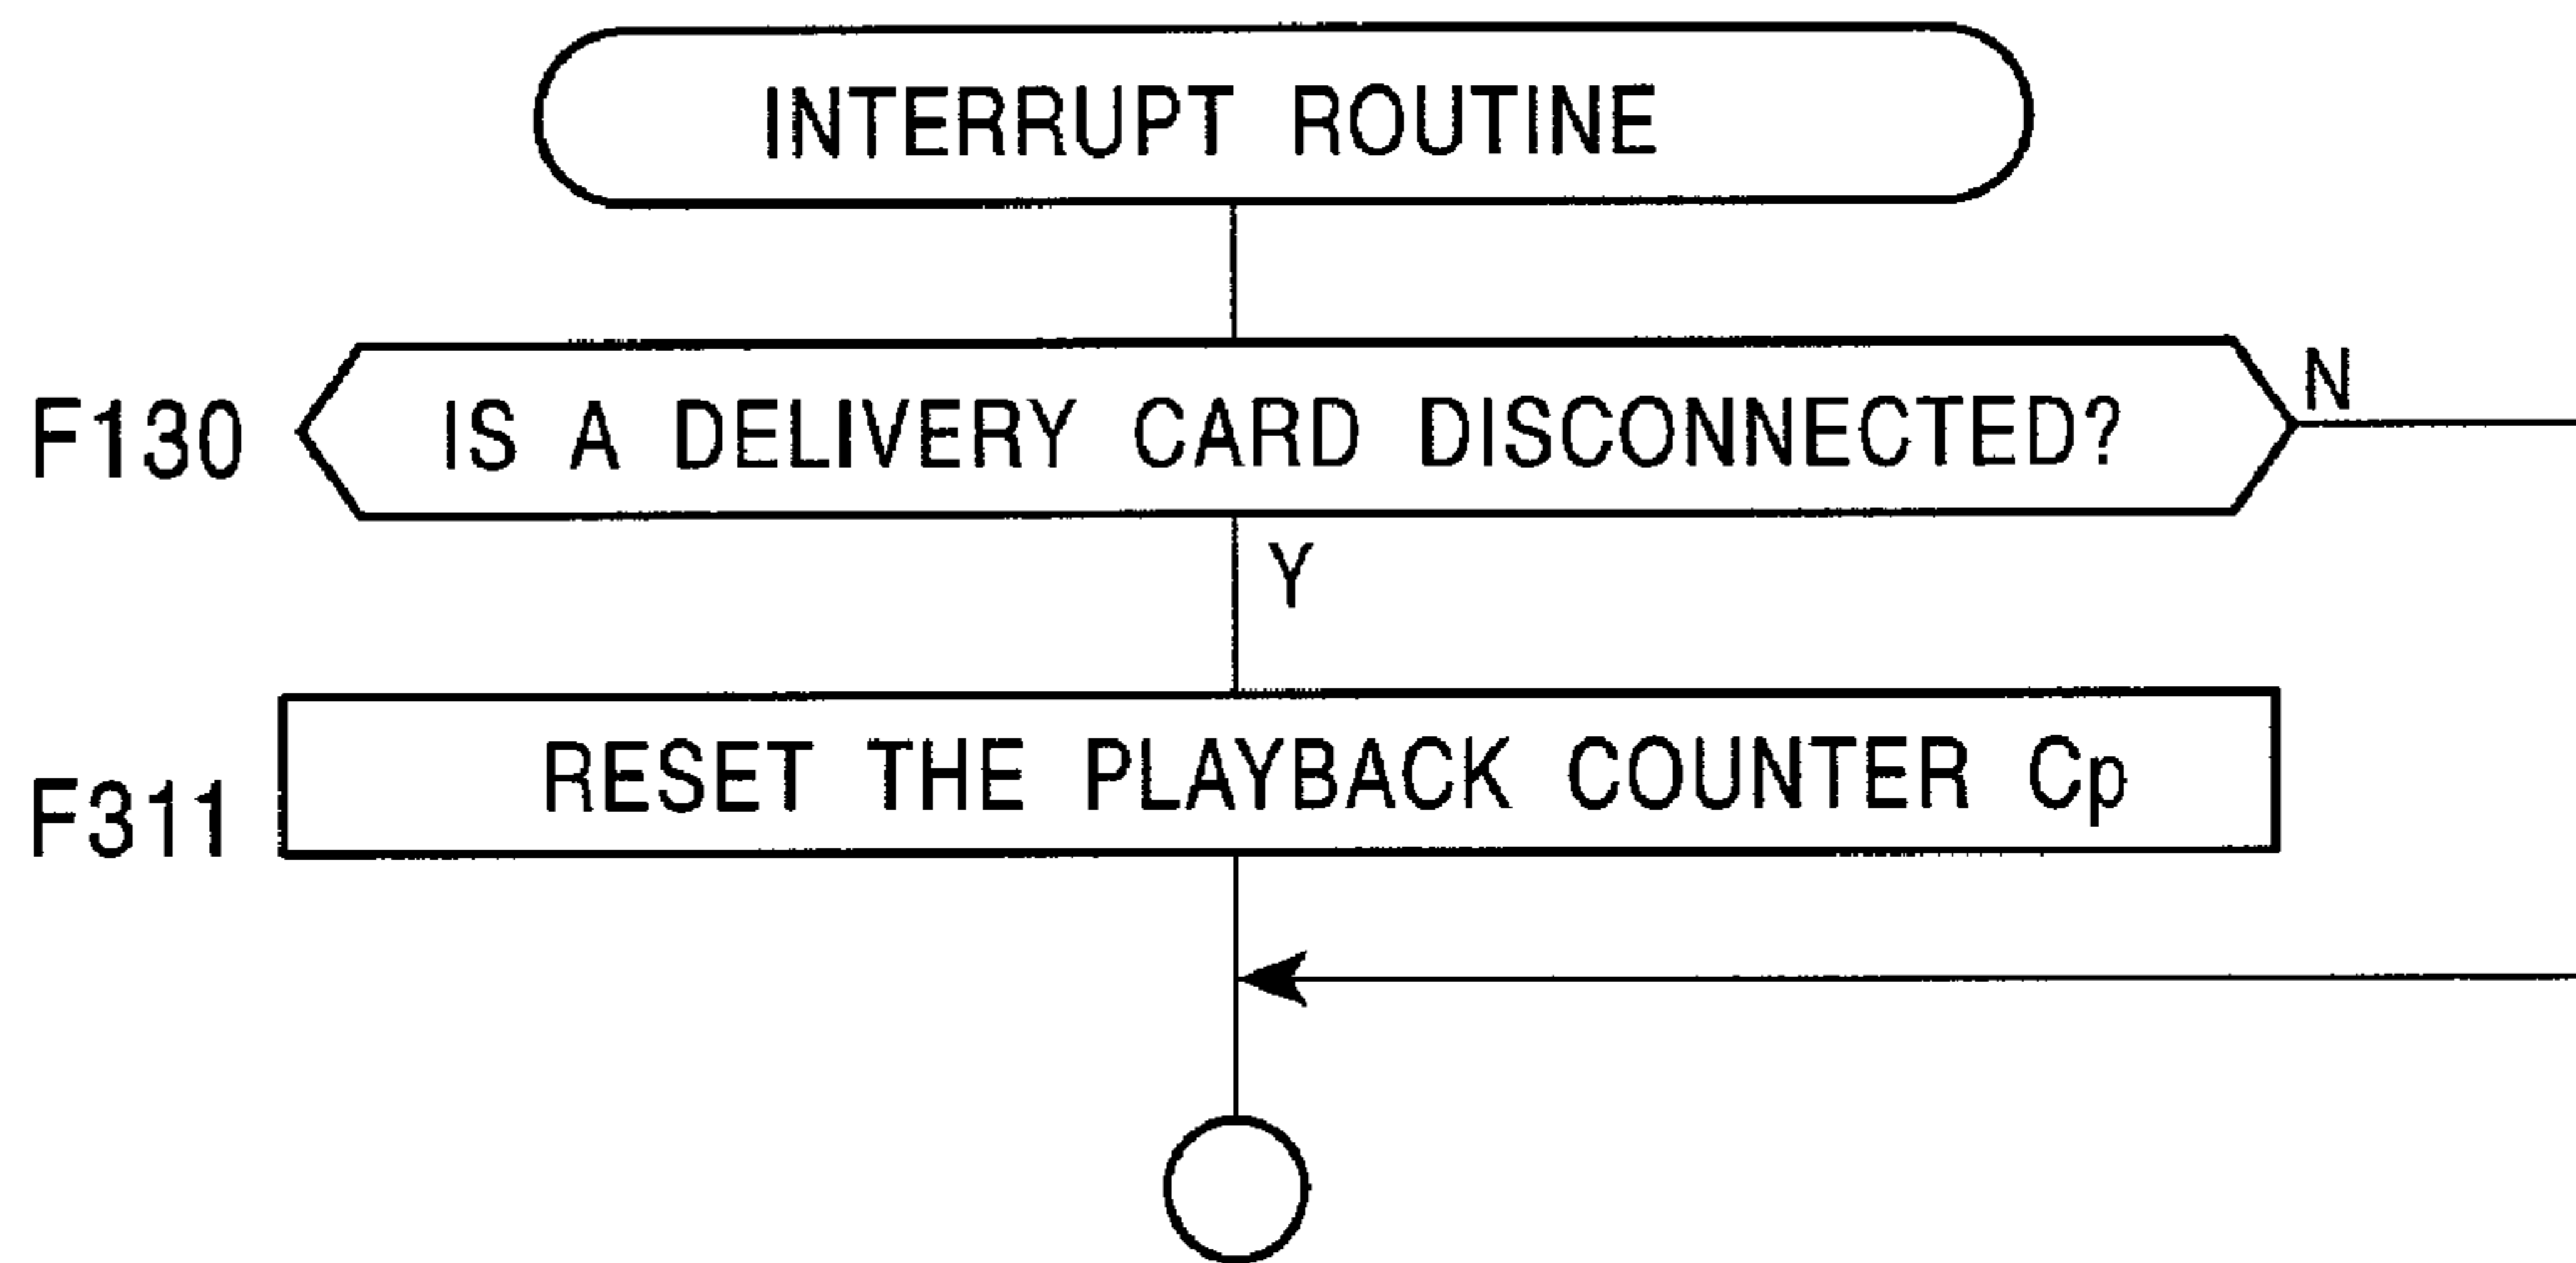 INTERRUPT ROUTINE
F130 IS A DELIVERY CARD DISCONNECTED? N
Y
F311 RESET THE PLAYBACK COUNTER Cp